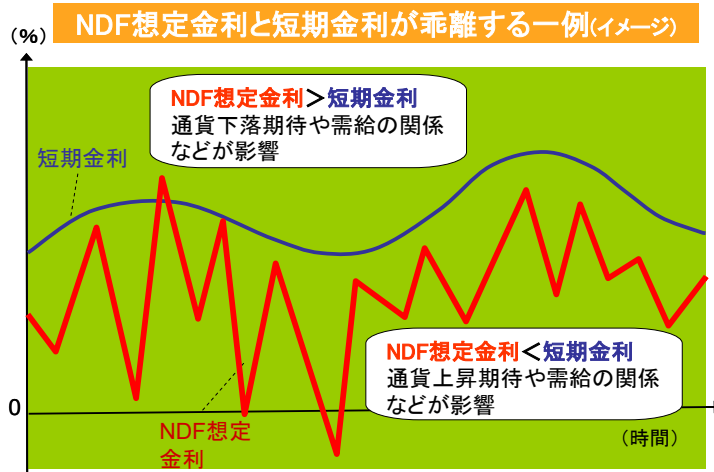 NDF想定金利と短期金利が乖離する一例(イメージ)
(%)
NDF想定金利＞短期金利
通貨下落期待や需給の関係
などが影響
短期金利
NDF想定金利＜短期金利
通貨上昇期待や需給の関係
などが影響
0
NDF想定
金利
(時間)